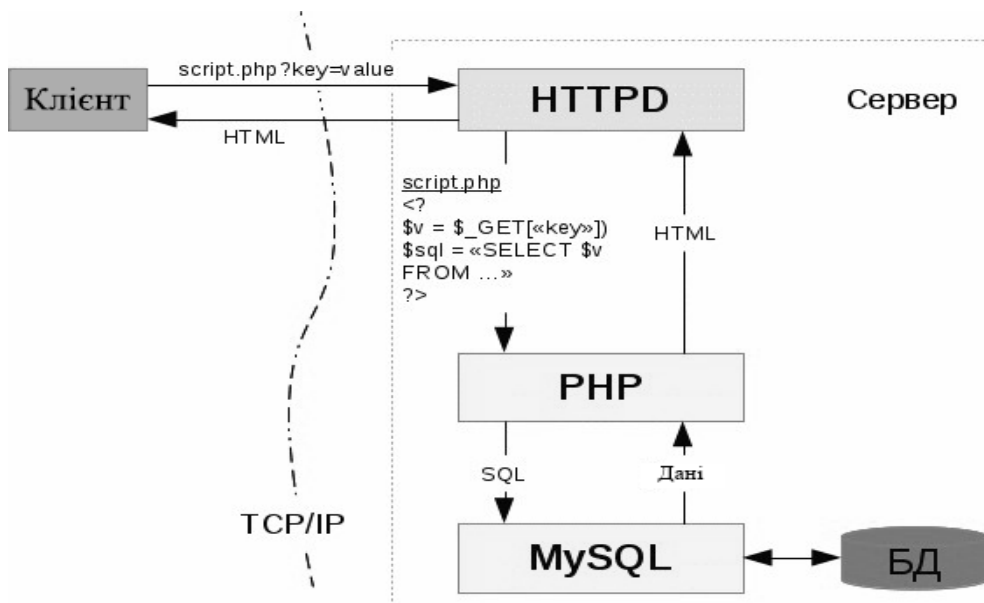 script.php?key=value
Клієнт
HTTPD
Сервер
HTML
script.php
<?
$v = $_GET[«key»])
$sql = «SELECT $v
FROM ...»
?>
HTML
PHP
SQL
Дані
TCP/IP
MySQL
БД